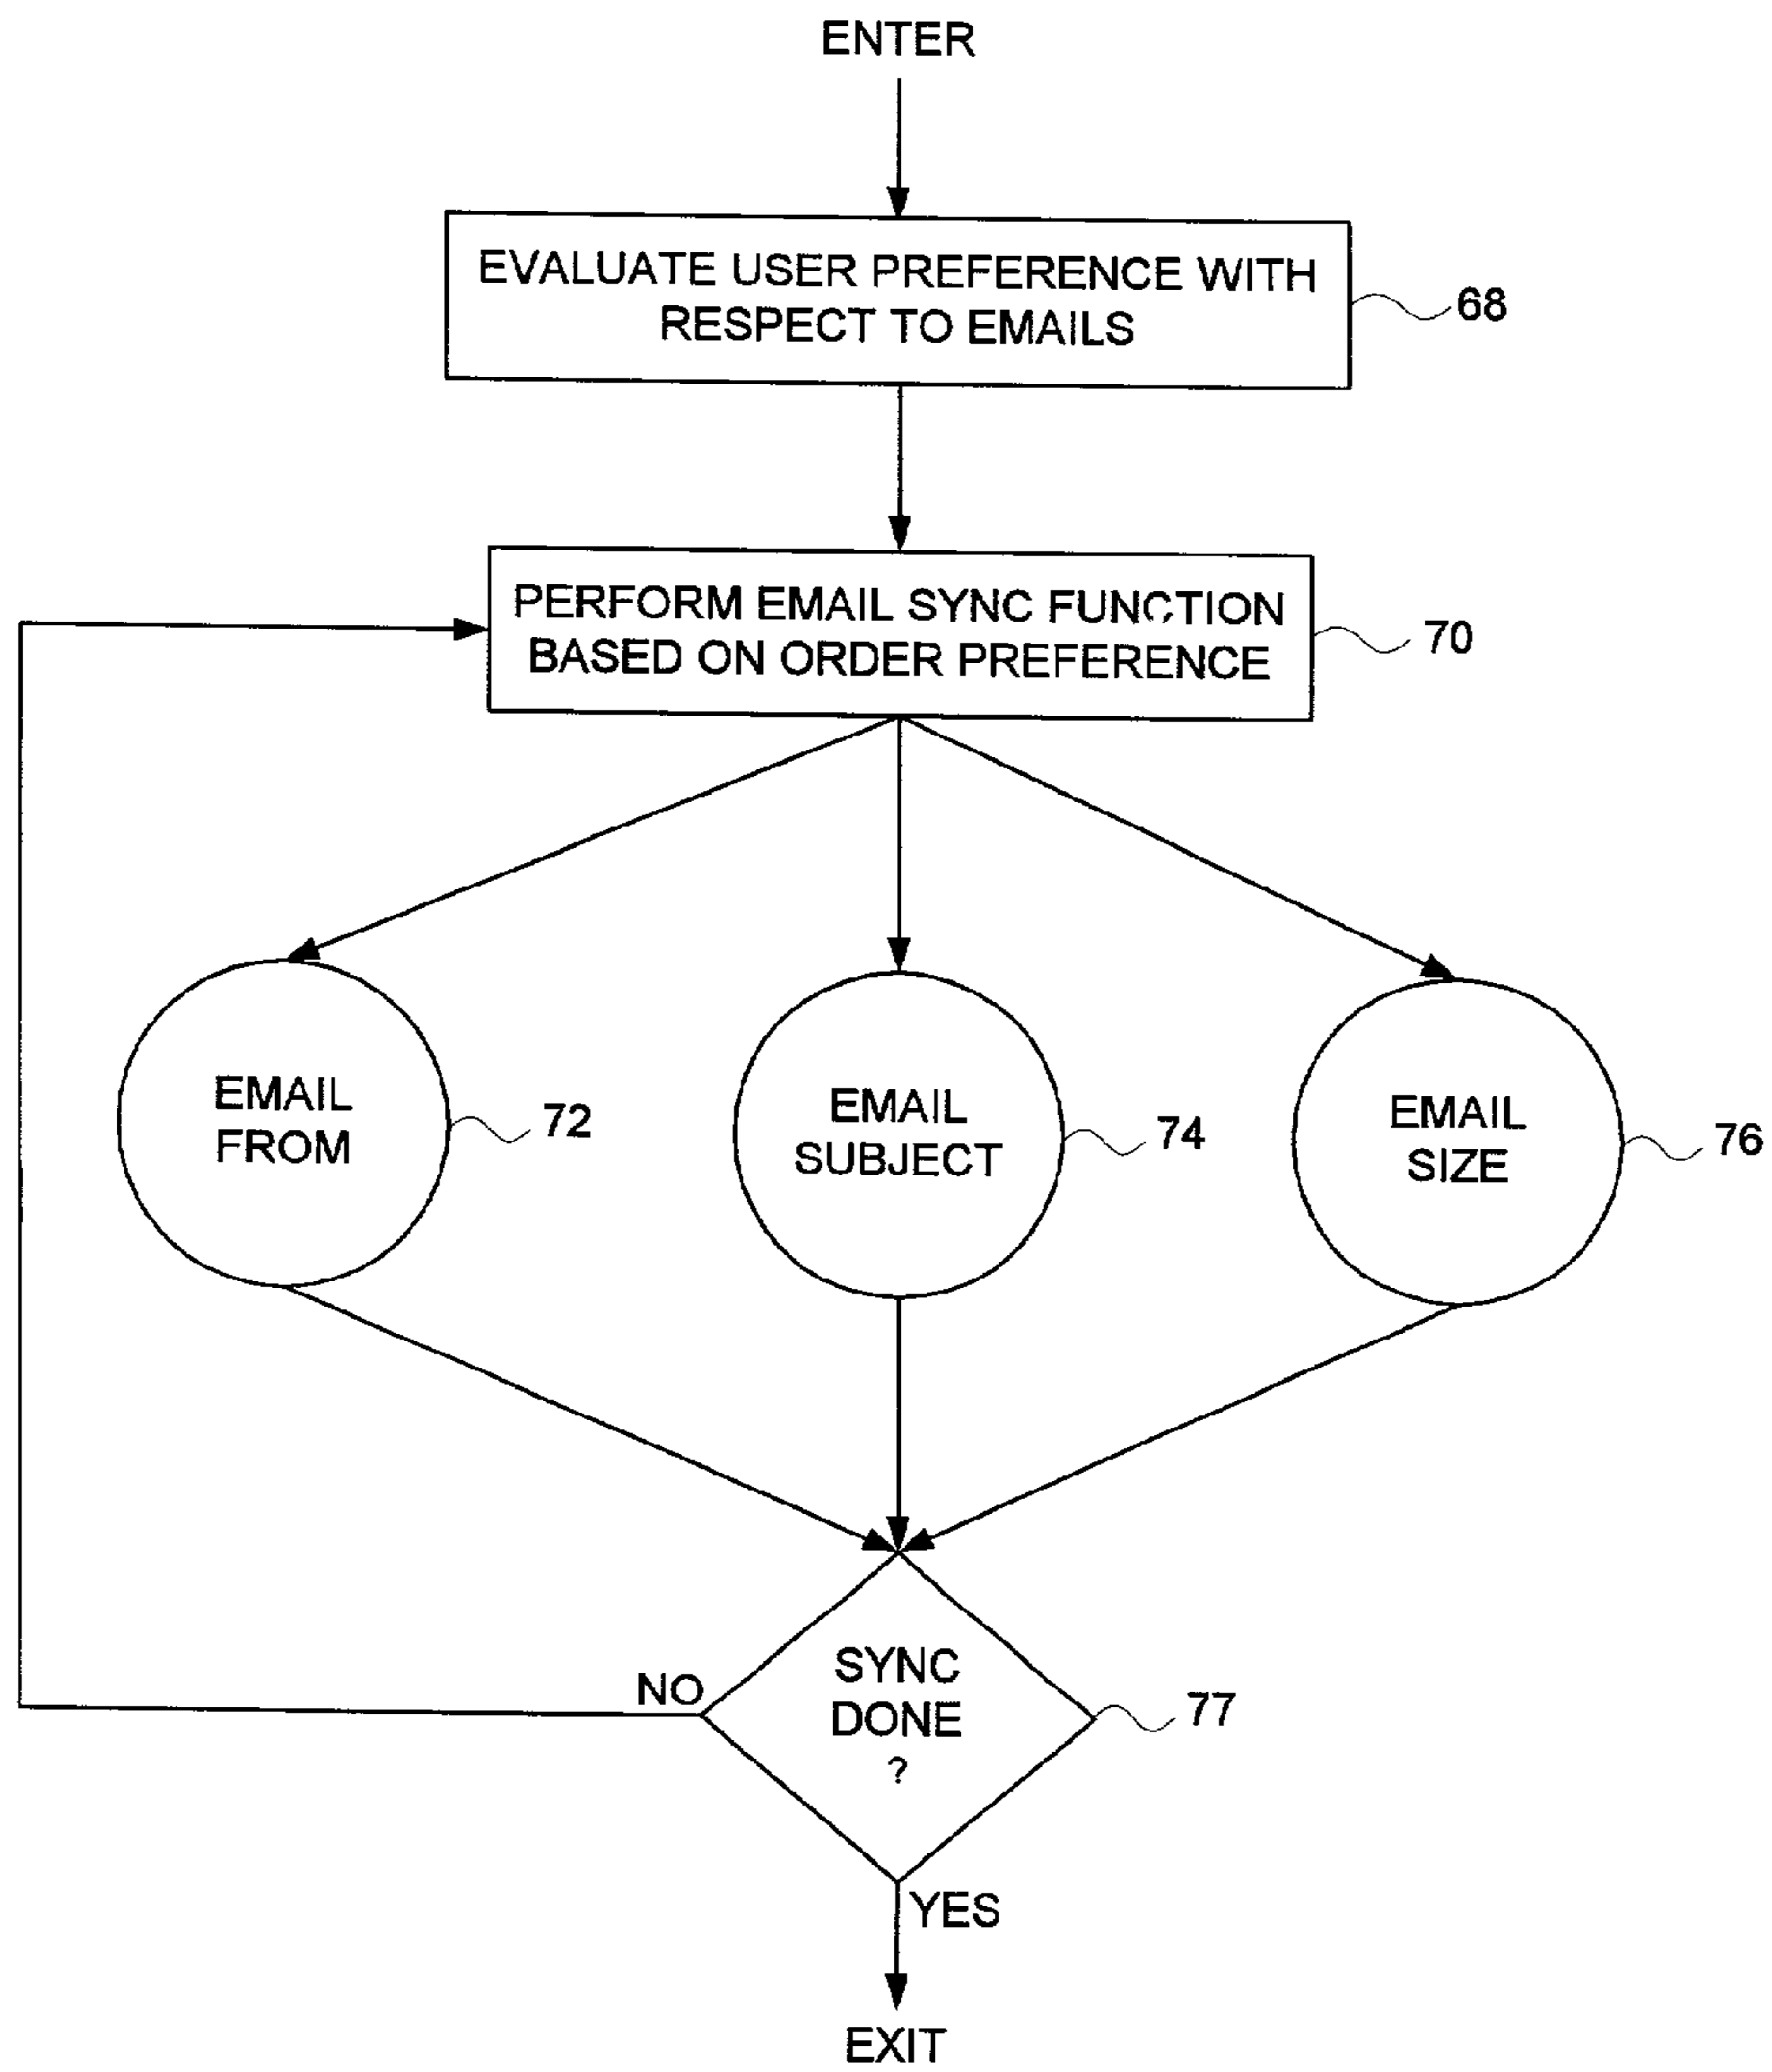 ENTER
EVALUATE USER PREFERENCE WITH
RESPECT TO EMAILS
68
PERFORM EMAIL SYNC FUNCTION
BASED ON ORDER PREFERENCE
70
EMAIL
FROM
72
EMAIL
SUBJECT
74
EMAIL
SIZE
76
SYNC
DONE
?
77
NO
YES
EXIT